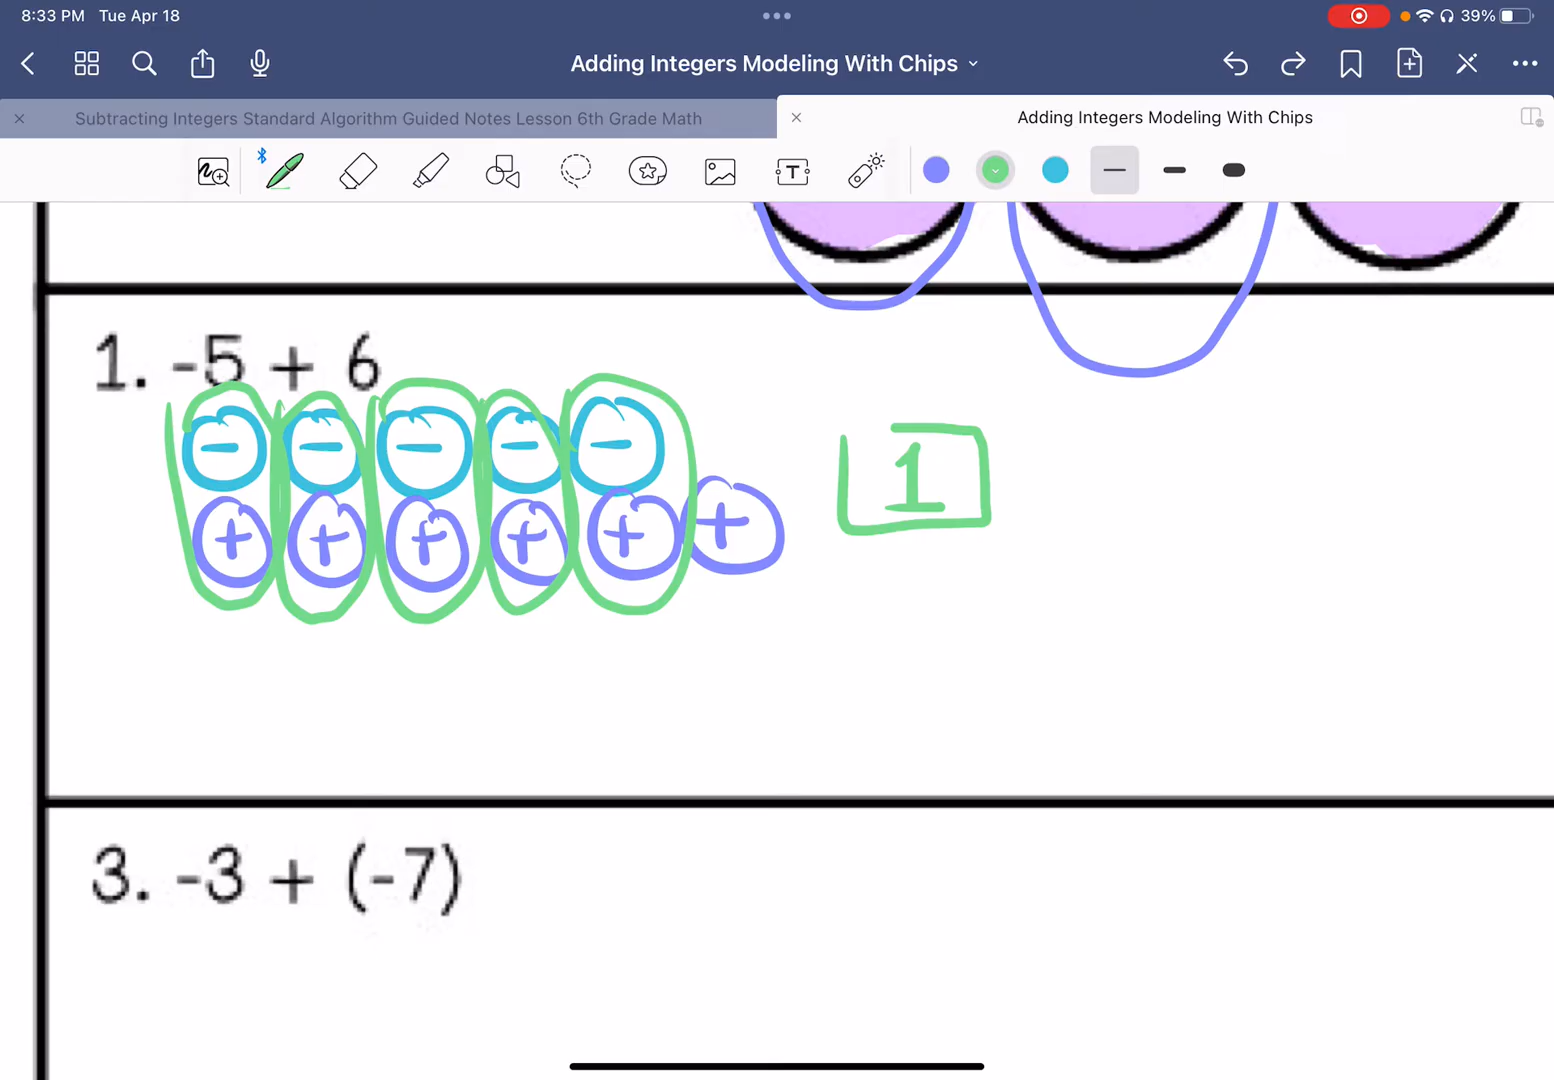 8:33 PM Tue Apr 18
39%
Adding Integers Modeling With Chips
Subtracting Integers Standard Algorithm Guided Notes Lesson 6th Grade Math
Adding Integers Modeling With Chips
T
1. -5 + 6
- - - - -
+ + + + + +
1
3. -3 + (-7)